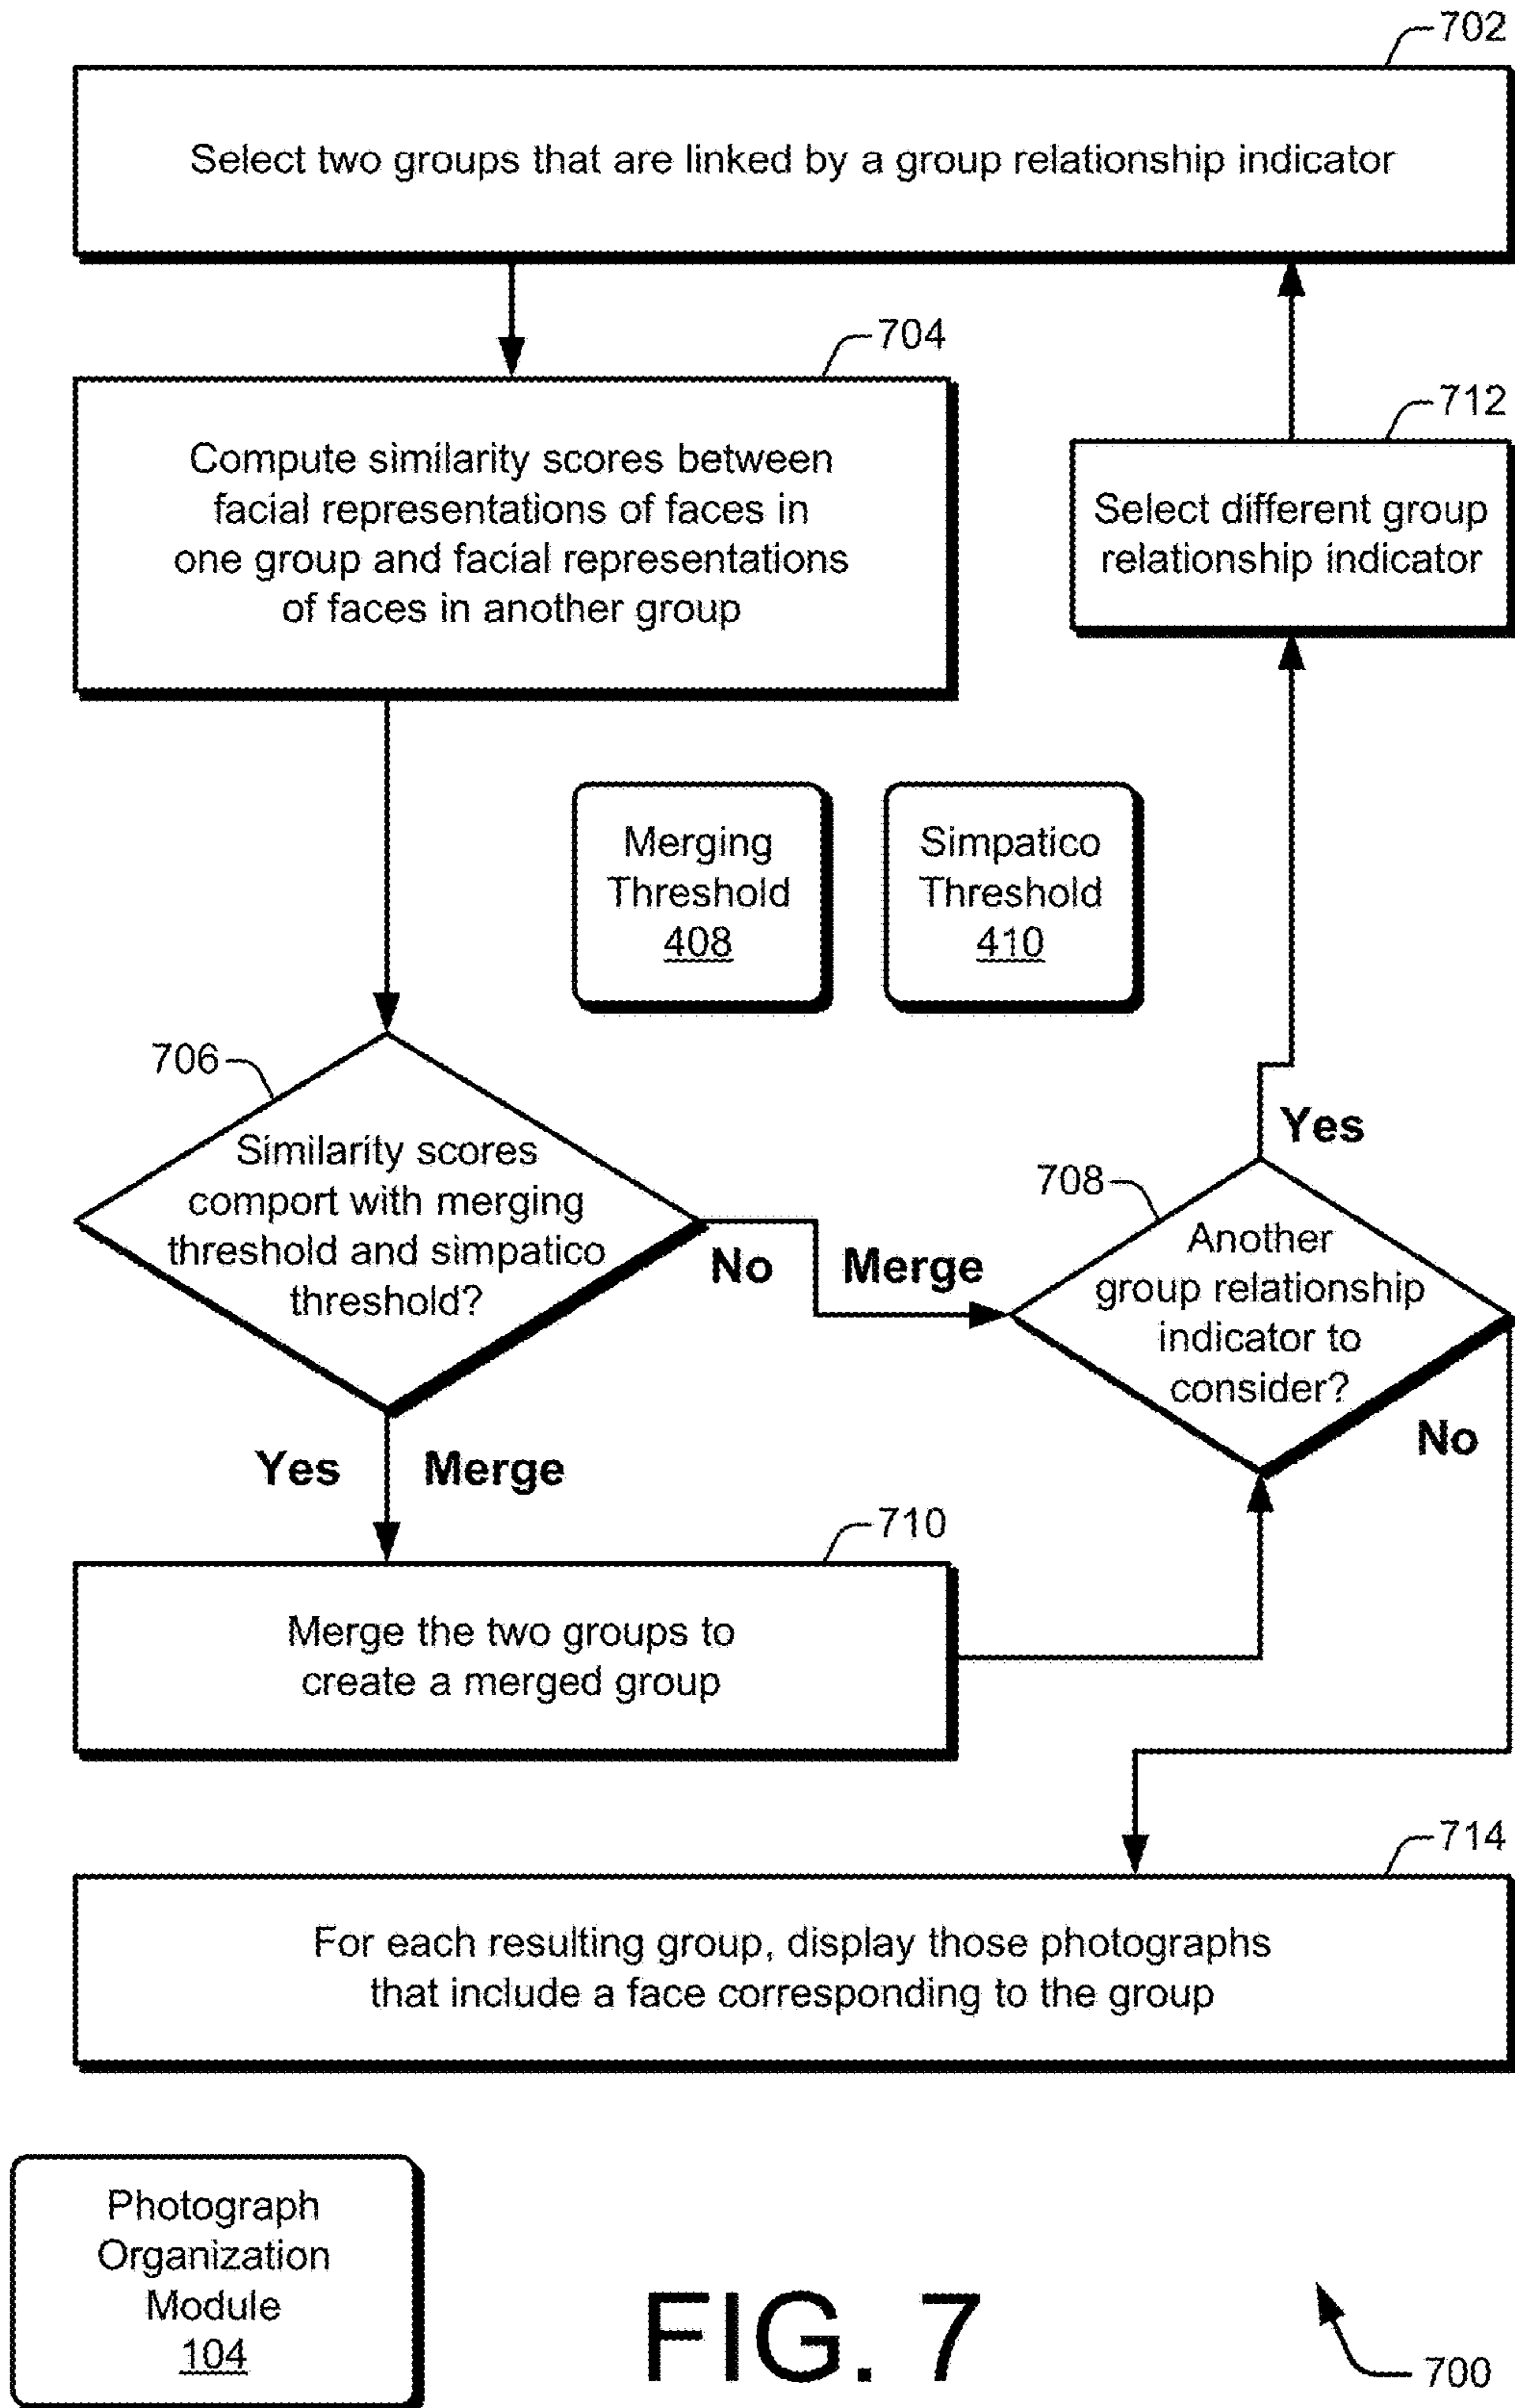 702
Select two groups that are linked by a group relationship indicator
704
Compute similarity scores between
facial representations of faces in
one group and facial representations
of faces in another group
712
Select different group
relationship indicator
Merging
Threshold
408
Simpatico
Threshold
410
706
Similarity scores
comport with merging
threshold and simpatico
threshold?
No Merge
Yes Merge
708
Another
group relationship
indicator to
consider?
Yes
No
710
Merge the two groups to
create a merged group
714
For each resulting group, display those photographs
that include a face corresponding to the group
Photograph
Organization
Module
104
FIG. 7
700